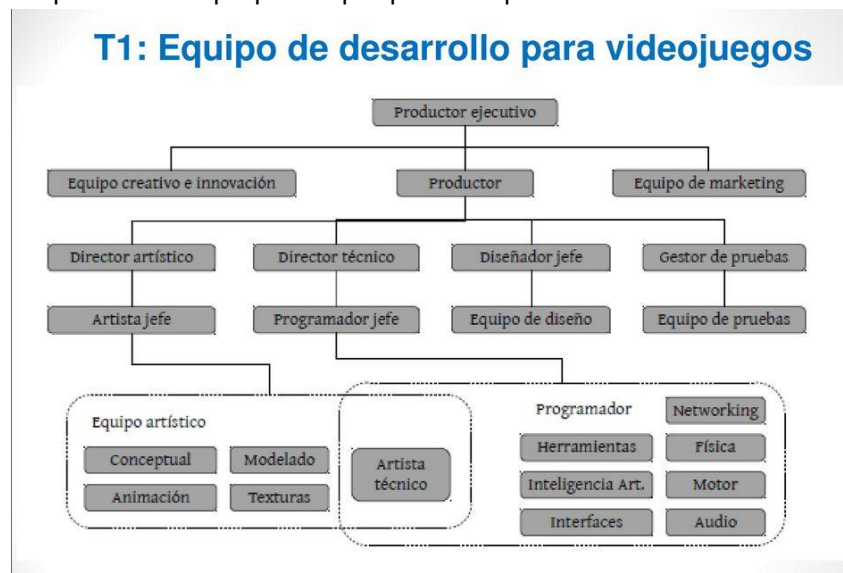 T1: Equipo de desarrollo para videojuegos
Productor ejecutivo
Equipo creativo e innovación
Productor
Equipo de marketing
Director artístico
Director técnico
Diseñador jefe
Gestor de pruebas
Artista jefe
Programador jefe
Equipo de diseño
Equipo de pruebas
Equipo artístico
Conceptual
Modelado
Animación
Texturas
Artista
técnico
Programador
Networking
Herramientas
Física
Inteligencia Art.
Motor
Interfaces
Audio